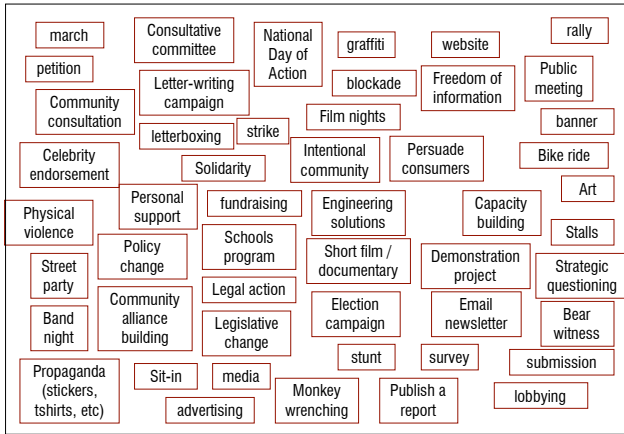 march
Consultative
committee
National
Day of
Action
graffiti
website
rally
petition
Letter-writing
campaign
blockade
Freedom of
information
Public
meeting
Community
consultation
letterboxing
strike
Film nights
banner
Celebrity
endorsement
Solidarity
Intentional
community
Persuade
consumers
Bike ride
Art
Physical
violence
Personal
support
fundraising
Engineering
solutions
Capacity
building
Stalls
Street
party
Policy
change
Schools
program
Short film /
documentary
Demonstration
project
Strategic
questioning
Band
night
Community
alliance
building
Legal action
Legislative
change
Election
campaign
Email
newsletter
Bear
witness
stunt
survey
submission
Propaganda
(stickers,
tshirts, etc)
Sit-in
media
advertising
Monkey
wrenching
Publish a
report
lobbying